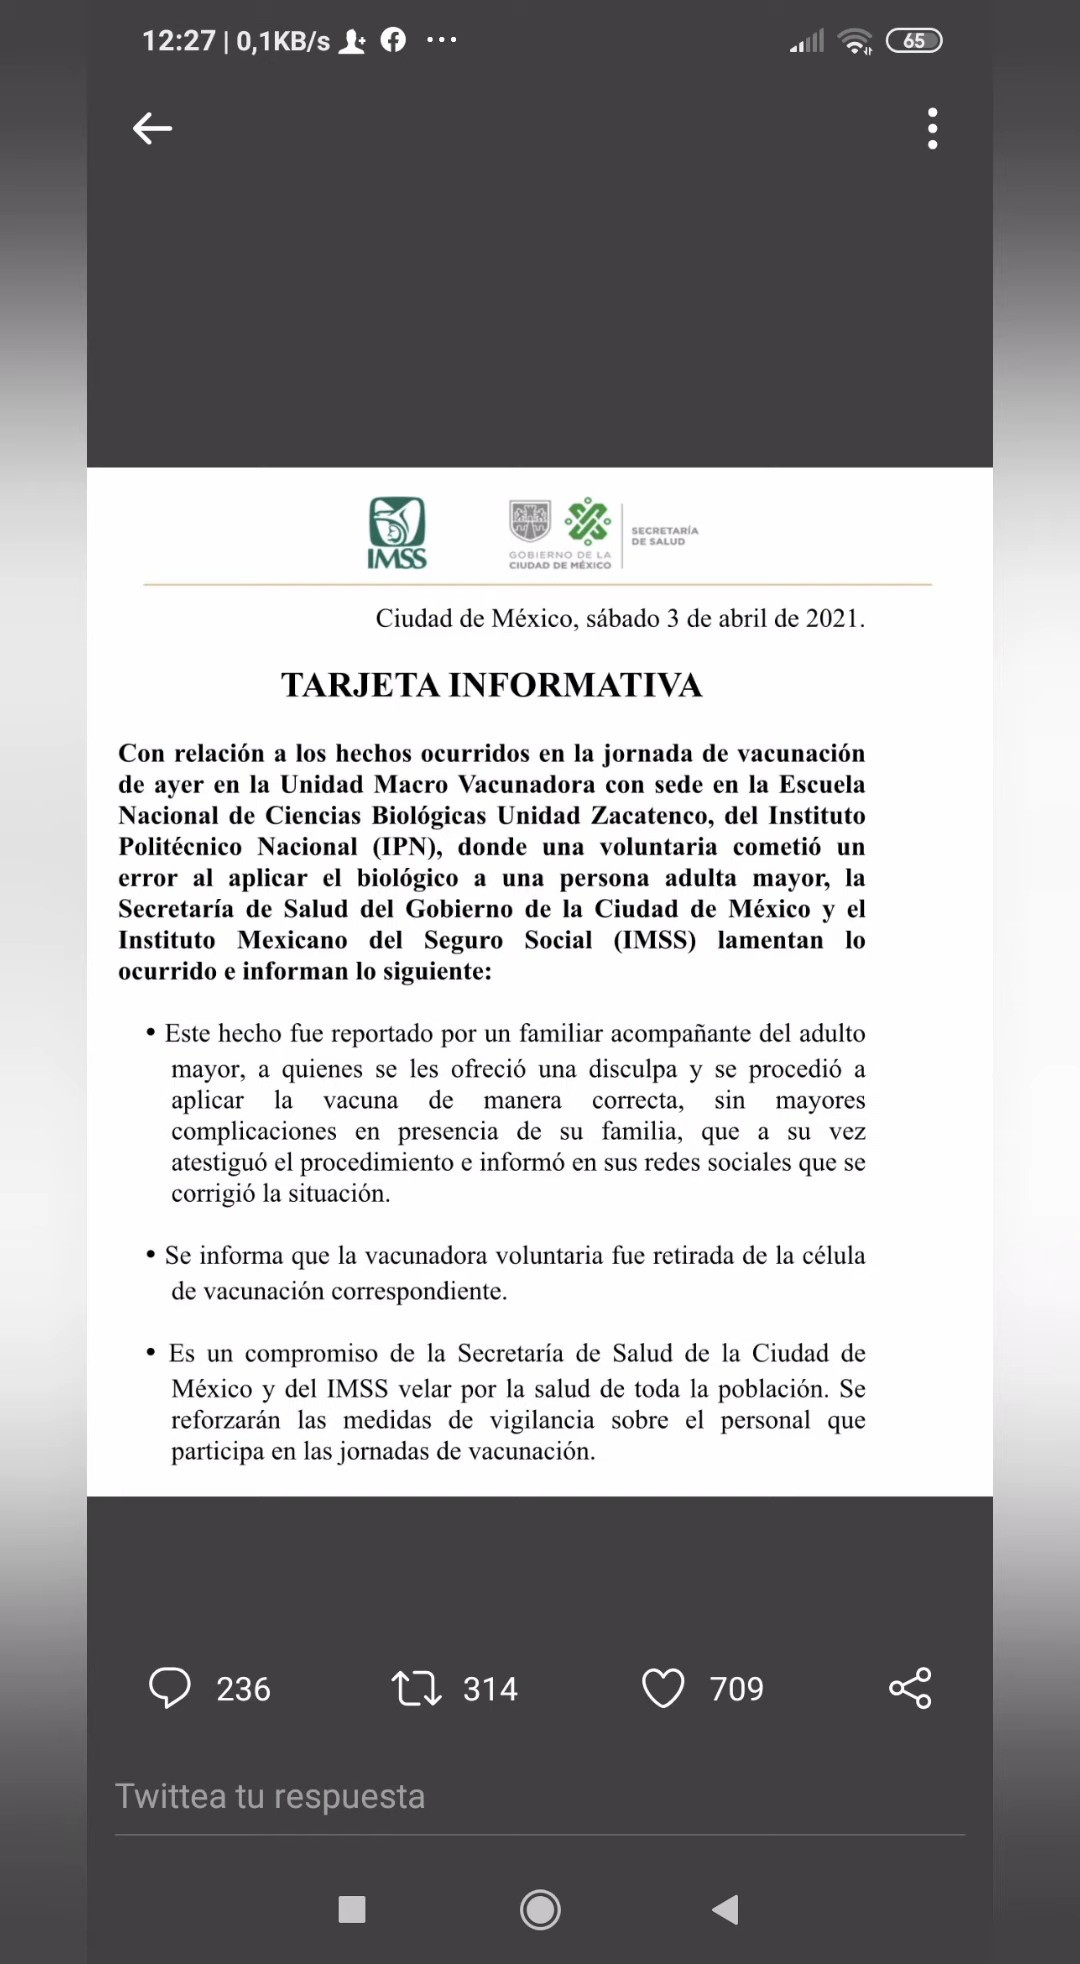 12:27 | 0,1KB/s
65
IMSS
GOBIERNO DE LA
CIUDAD DE MÉXICO
SECRETARÍA
DE SALUD
Ciudad de México, sábado 3 de abril de 2021.
TARJETA INFORMATIVA
Con relación a los hechos ocurridos en la jornada de vacunación
de ayer en la Unidad Macro Vacunadora con sede en la Escuela
Nacional de Ciencias Biológicas Unidad Zacatenco, del Instituto
Politécnico Nacional (IPN), donde una voluntaria cometió un
error al aplicar el biológico a una persona adulta mayor, la
Secretaría de Salud del Gobierno de la Ciudad de México y el
Instituto Mexicano del Seguro Social (IMSS) lamentan lo
ocurrido e informan lo siguiente:
• Este hecho fue reportado por un familiar acompañante del adulto
mayor, a quienes se les ofreció una disculpa y se procedió a
aplicar la vacuna de manera correcta, sin mayores
complicaciones en presencia de su familia, que a su vez
atestiguó el procedimiento e informó en sus redes sociales que se
corrigió la situación.
• Se informa que la vacunadora voluntaria fue retirada de la célula
de vacunación correspondiente.
• Es un compromiso de la Secretaría de Salud de la Ciudad de
México y del IMSS velar por la salud de toda la población. Se
reforzarán las medidas de vigilancia sobre el personal que
participa en las jornadas de vacunación.
236
314
709
Twittea tu respuesta